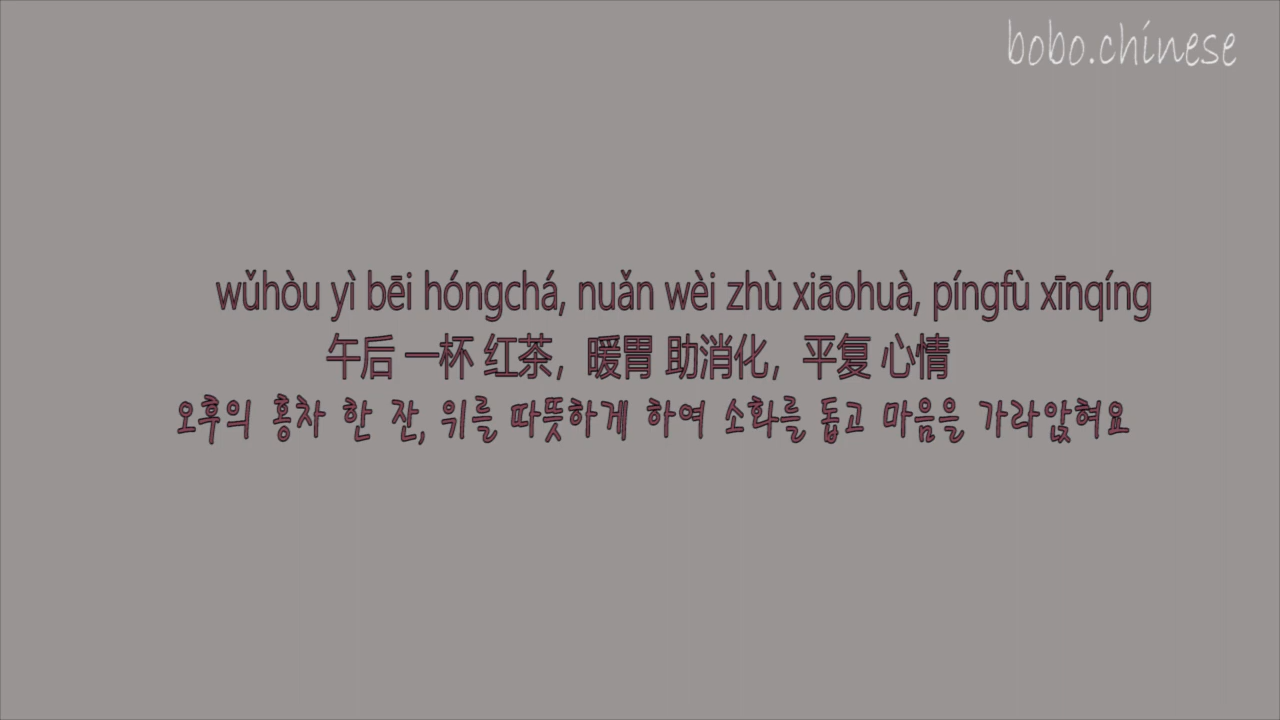 bobo.chinese
wǔhòu yì bēi hóngchá, nuǎn wèi zhù xiāohuà, píngfù xīnqíng
午后 一杯 红茶，暖胃 助消化，平复 心情
오후의 홍차 한 잔, 위를 따뜻하게 하여 소화를 돕고 마음을 가라앉혀요